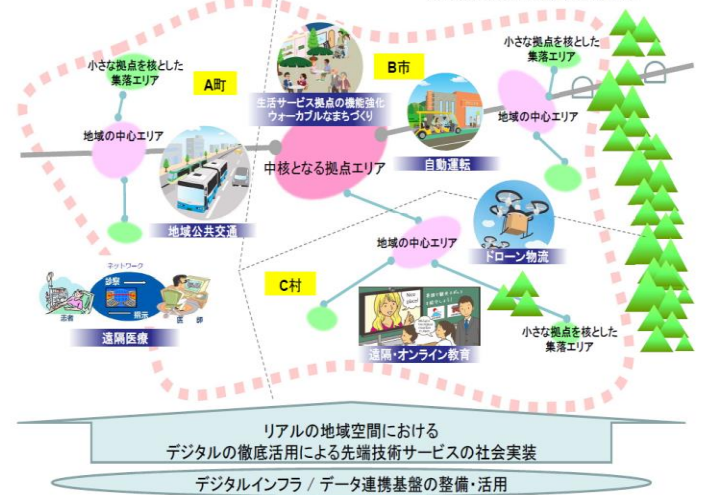 小さな拠点を核とした
集落エリア
A町
地域の中心エリア
生活サービス拠点の機能強化
ウォーカブルなまちづくり
B市
小さな拠点を核とした
集落エリア
地域の中心エリア
自動運転
中核となる拠点エリア
地域公共交通
地域の中心エリア
ドローン物流
C村
ネットワーク
診察
指示
患者
医 師
遠隔医療
New
place!
遠隔・オンライン教育
小さな拠点を核とした
集落エリア
リアルの地域空間における
デジタルの徹底活用による先端技術サービスの社会実装
デジタルインフラ / データ連携基盤の整備・活用